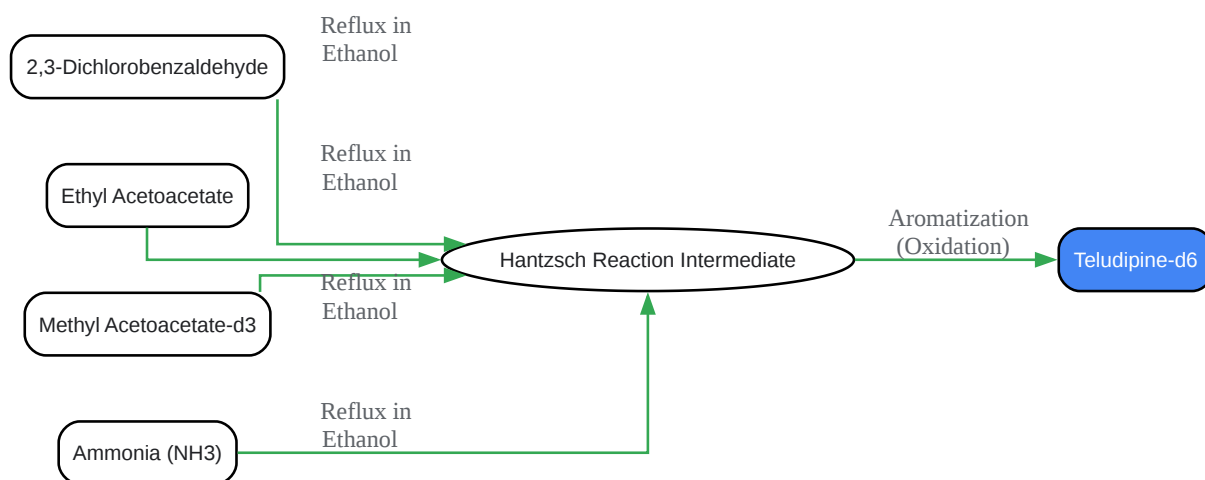 Reflux in
Ethanol
2,3-Dichlorobenzaldehyde
Reflux in
Ethanol
Ethyl Acetoacetate
Aromatization
(Oxidation)
Hantzsch Reaction Intermediate
Teludipine-d6
Reflux in
Ethanol
Methyl Acetoacetate-d3
Reflux in
Ethanol
Ammonia (NH3)